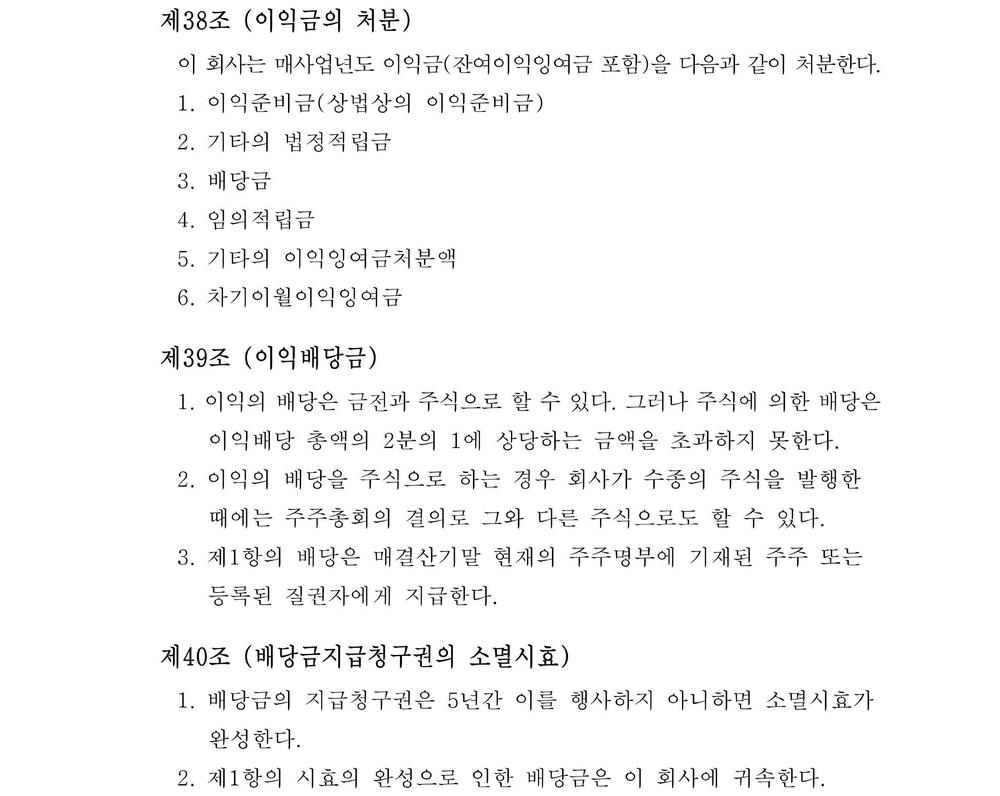 제38조 (이익금의 처분)
이 회사는 매사업년도 이익금(잔여이익잉여금 포함)을 다음과 같이 처분한다.
1. 이익준비금(상법상의 이익준비금)
2. 기타의 법정적립금
3. 배당금
4. 임의적립금
5. 기타의 이익잉여금처분액
6. 차기이월이익잉여금
제39조 (이익배당금)
1. 이익의 배당은 금전과 주식으로 할 수 있다. 그러나 주식에 의한 배당은
이익배당 총액의 2분의 1에 상당하는 금액을 초과하지 못한다.
2. 이익의 배당을 주식으로 하는 경우 회사가 수종의 주식을 발행한
때에는 주주총회의 결의로 그와 다른 주식으로도 할 수 있다.
3. 제1항의 배당은 매결산기말 현재의 주주명부에 기재된 주주 또는
등록된 질권자에게 지급한다.
제40조 (배당금지급청구권의 소멸시효)
1. 배당금의 지급청구권은 5년간 이를 행사하지 아니하면 소멸시효가
완성한다.
2. 제1항의 시효의 완성으로 인한 배당금은 이 회사에 귀속한다.